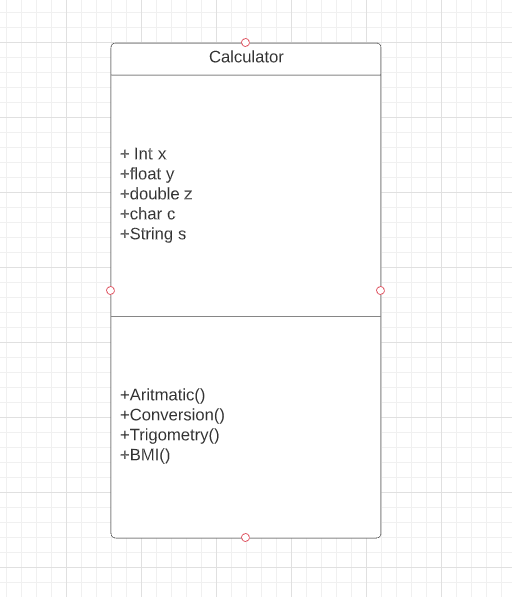 Calculator
+ Int x
+float y
+double z
+char c
+String s
+Aritmatic()
+Conversion()
+Trigometry()
+BMI()